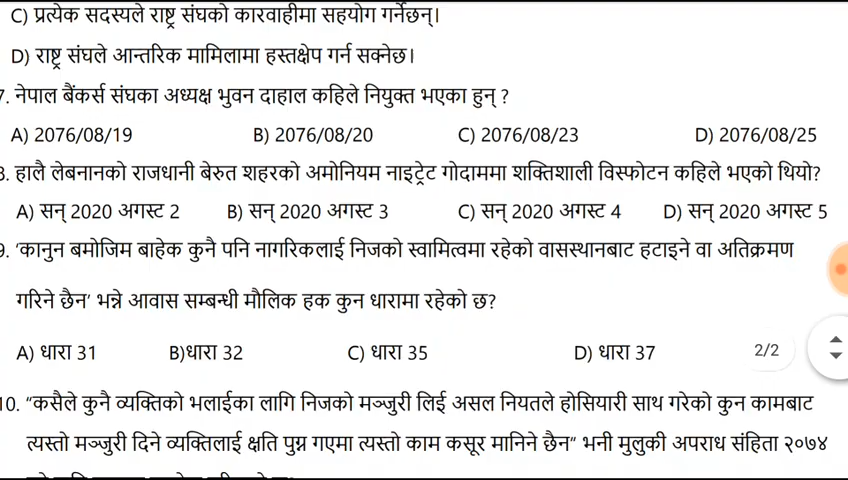 C) प्रत्येक सदस्यले राष्ट्र संघको कारवाहीमा सहयोग गर्नेछन्।
D) राष्ट्र संघले आन्तरिक मामिलामा हस्तक्षेप गर्न सक्नेछ।
7. नेपाल बैंकर्स संघका अध्यक्ष भुवन दाहाल कहिले नियुक्त भएका हुन् ?
A) 2076/08/19 B) 2076/08/20 C) 2076/08/23 D) 2076/08/25
8. हालै लेबनानको राजधानी बेरुत शहरको अमोनियम नाइट्रेट गोदाममा शक्तिशाली विस्फोटन कहिले भएको थियो?
A) सन् 2020 अगस्ट 2 B) सन् 2020 अगस्ट 3 C) सन् 2020 अगस्ट 4 D) सन् 2020 अगस्ट 5
9. ‘कानुन बमोजिम बाहेक कुनै पनि नागरिकलाई निजको स्वामित्वमा रहेको वासस्थानबाट हटाइने वा अतिक्रमण
गरिने छैन’ भन्ने आवास सम्बन्धी मौलिक हक कुन धारामा रहेको छ?
A) धारा 31 B)धारा 32 C) धारा 35 D) धारा 37 2/2
10. “कसैले कुनै व्यक्तिको भलाईका लागि निजको मञ्जुरी लिई असल नियतले होसियारी साथ गरेको कुन कामबाट
त्यस्तो मञ्जुरी दिने व्यक्तिलाई क्षति पुग्न गएमा त्यस्तो काम कसूर मानिने छैन“ भनी मुलुकी अपराध संहिता २०७४